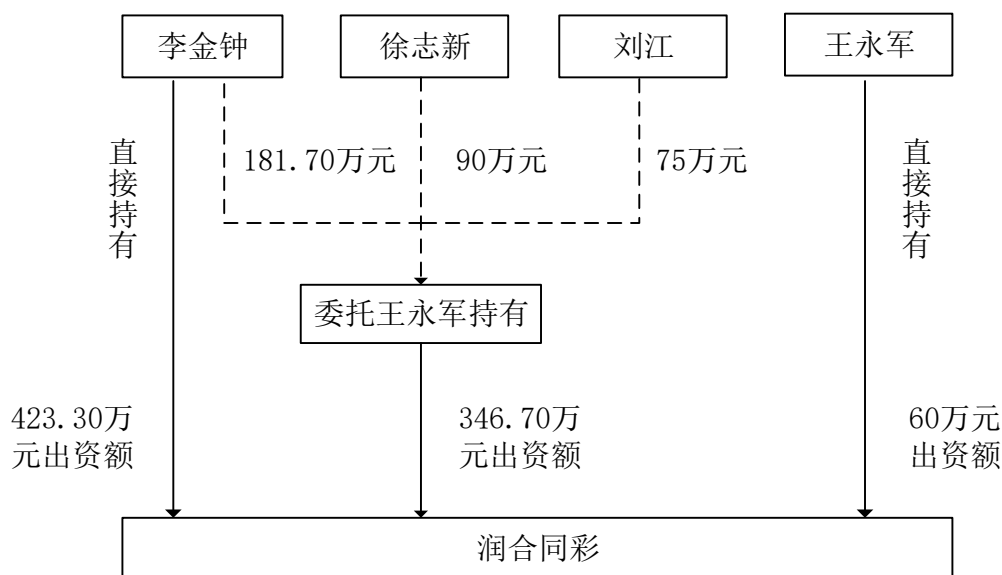 李金钟
徐志新
刘江
王永军
直接持有
181.70万元
90万元
75万元
直接持有
委托王永军持有
423.30万
元出资额
346.70万
元出资额
60万元
出资额
润合同彩